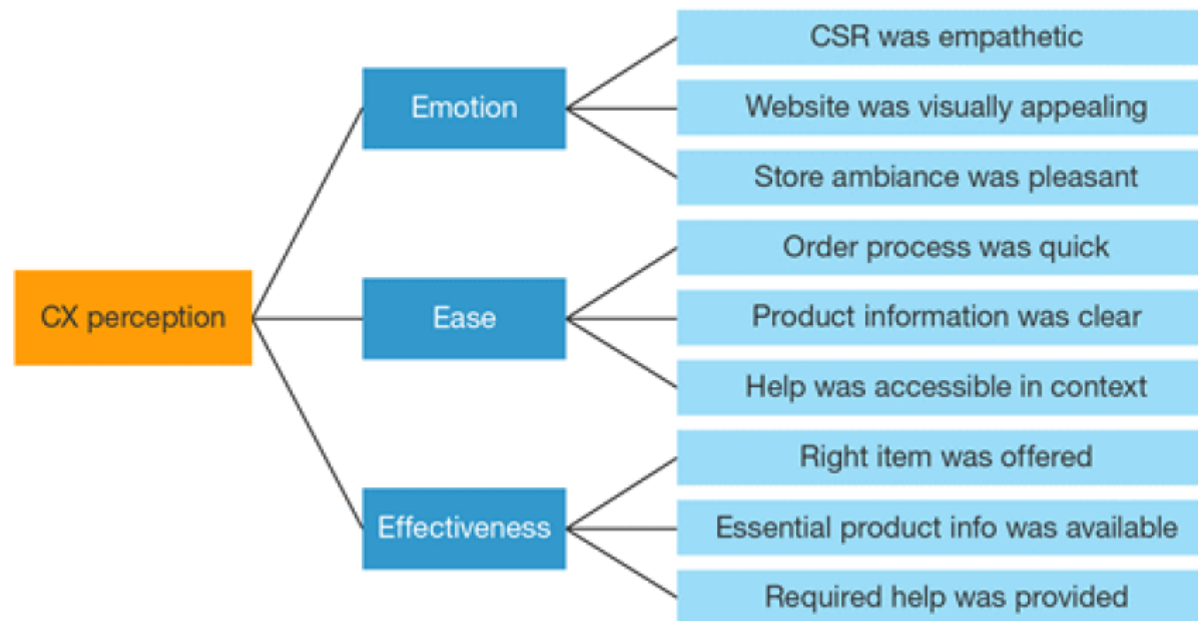 CX perception
Emotion
CSR was empathetic
Website was visually appealing
Store ambiance was pleasant
Ease
Order process was quick
Product information was clear
Help was accessible in context
Effectiveness
Right item was offered
Essential product info was available
Required help was provided